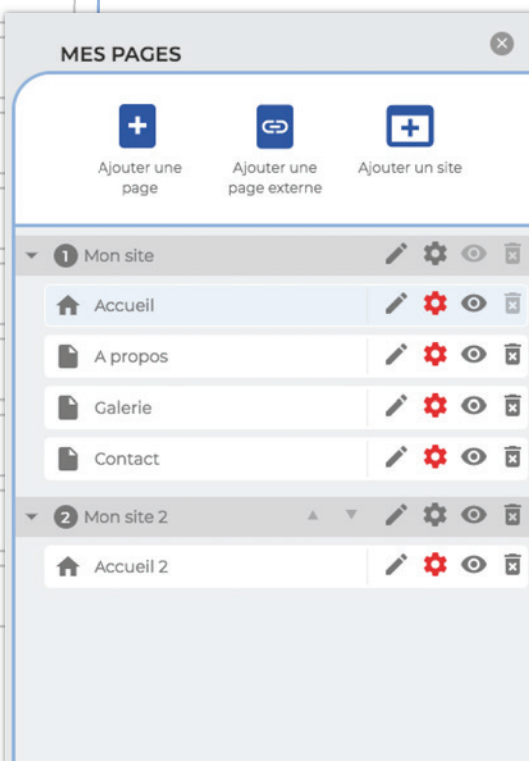 MES PAGES
Ajouter une
page
Ajouter une
page externe
Ajouter un site
1 Mon site
Accueil
A propos
Galerie
Contact
2 Mon site 2
Accueil 2